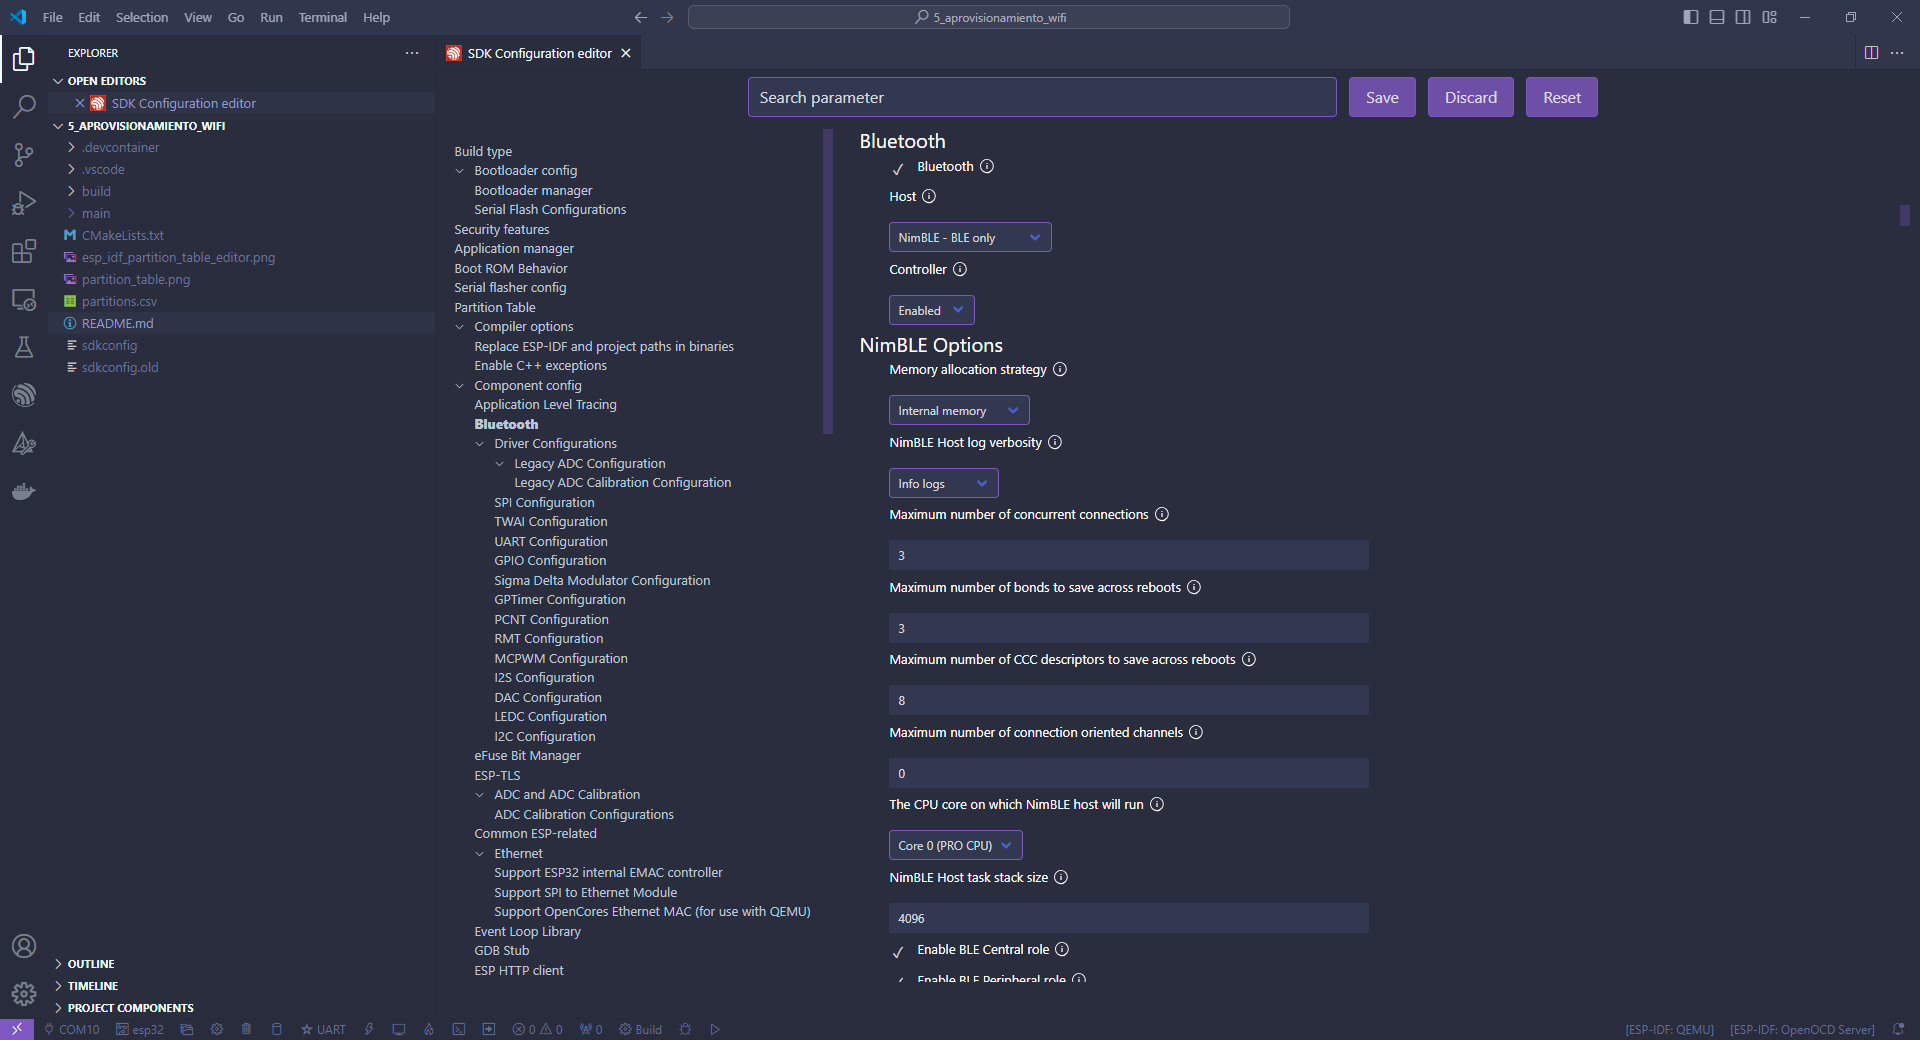 File Edit Selection View Go Run Terminal Help
5_aprovisionamiento_wifi
EXPLORER
OPEN EDITORS
SDK Configuration editor
5_APROVISIONAMIENTO_WIFI
.devcontainer
.vscode
build
main
CMakeLists.txt
esp_idf_partition_table_editor.png
partition_table.png
partitions.csv
README.md
sdkconfig
sdkconfig.old
OUTLINE
TIMELINE
PROJECT COMPONENTS
SDK Configuration editor
Search parameter
Save
Discard
Reset
Build type
Bootloader config
Bootloader manager
Serial Flash Configurations
Security features
Application manager
Boot ROM Behavior
Serial flasher config
Partition Table
Compiler options
Replace ESP-IDF and project paths in binaries
Enable C++ exceptions
Component config
Application Level Tracing
Bluetooth
Driver Configurations
Legacy ADC Configuration
Legacy ADC Calibration Configuration
SPI Configuration
TWAI Configuration
UART Configuration
GPIO Configuration
Sigma Delta Modulator Configuration
GPTimer Configuration
PCNT Configuration
RMT Configuration
MCPWM Configuration
I2S Configuration
DAC Configuration
LEDC Configuration
I2C Configuration
eFuse Bit Manager
ESP-TLS
ADC and ADC Calibration
ADC Calibration Configurations
Common ESP-related
Ethernet
Support ESP32 internal EMAC controller
Support SPI to Ethernet Module
Support OpenCores Ethernet MAC (for use with QEMU)
Event Loop Library
GDB Stub
ESP HTTP client
Bluetooth
Bluetooth
Host
NimBLE - BLE only
Controller
Enabled
NimBLE Options
Memory allocation strategy
Internal memory
NimBLE Host log verbosity
Info logs
Maximum number of concurrent connections
3
Maximum number of bonds to save across reboots
3
Maximum number of CCC descriptors to save across reboots
8
Maximum number of connection oriented channels
0
The CPU core on which NimBLE host will run
Core 0 (PRO CPU)
NimBLE Host task stack size
4096
Enable BLE Central role
Enable BLE Peripheral role
COM10 esp32 UART 0 0 0 Build [ESP-IDF: QEMU] [ESP-IDF: OpenOCD Server]